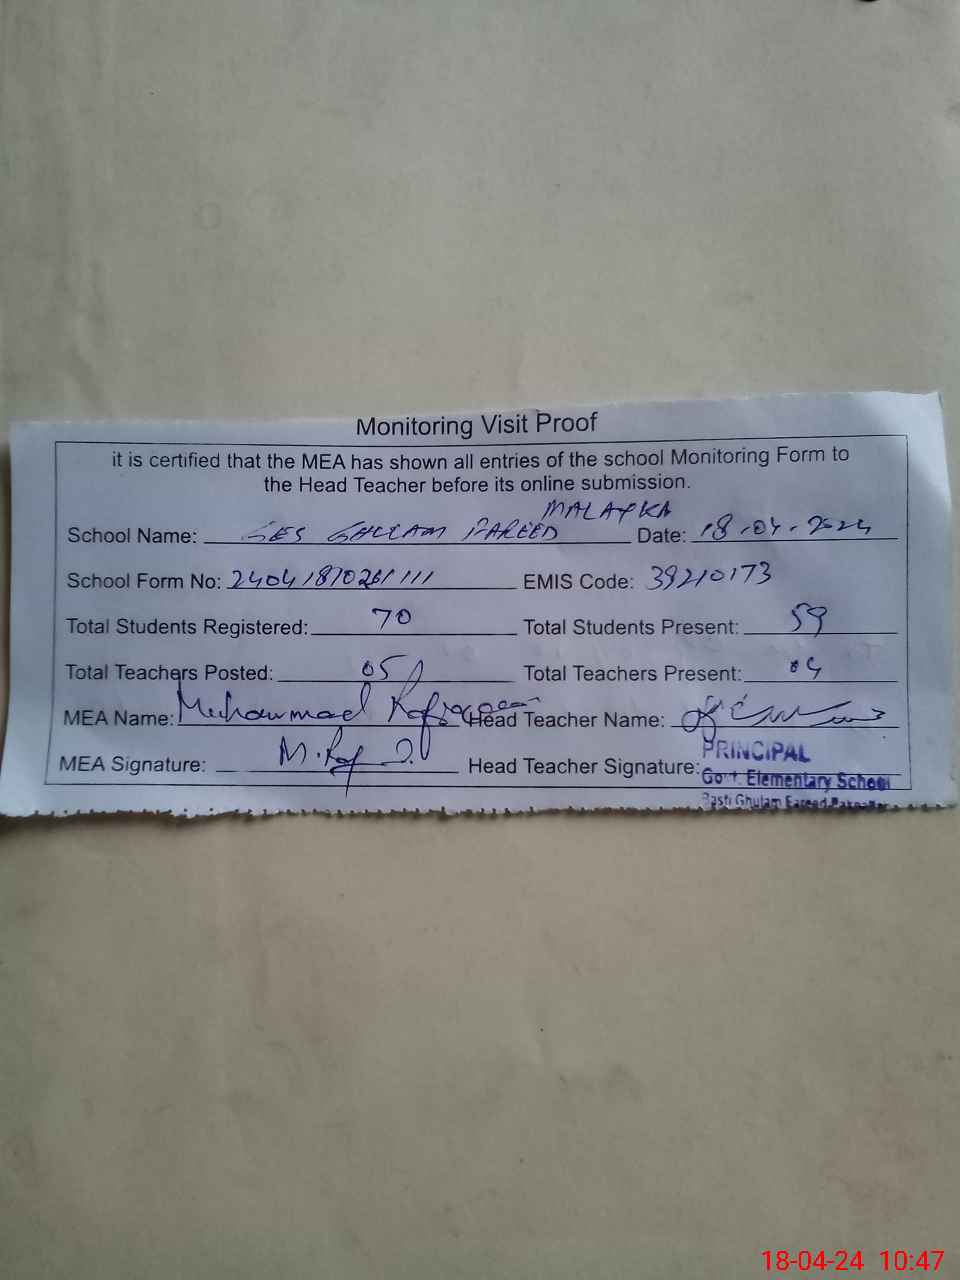 Monitoring Visit Proof
it is certified that the MEA has shown all entries of the school Monitoring Form to
the Head Teacher before its online submission.
MALAYKA
School Name: GES GHULAM FAREED Date: 18-04-2024
School Form No: EMIS Code: 39210173
Total Students Registered: 70 Total Students Present: 59
Total Teachers Posted: 05 Total Teachers Present: 04
MEA Name: Muhammad Head Teacher Name:
MEA Signature: Head Teacher Signature:
PRINCIPAL
Govt. Elementary School
Basti Ghulam Fareed
18-04-24 10:47